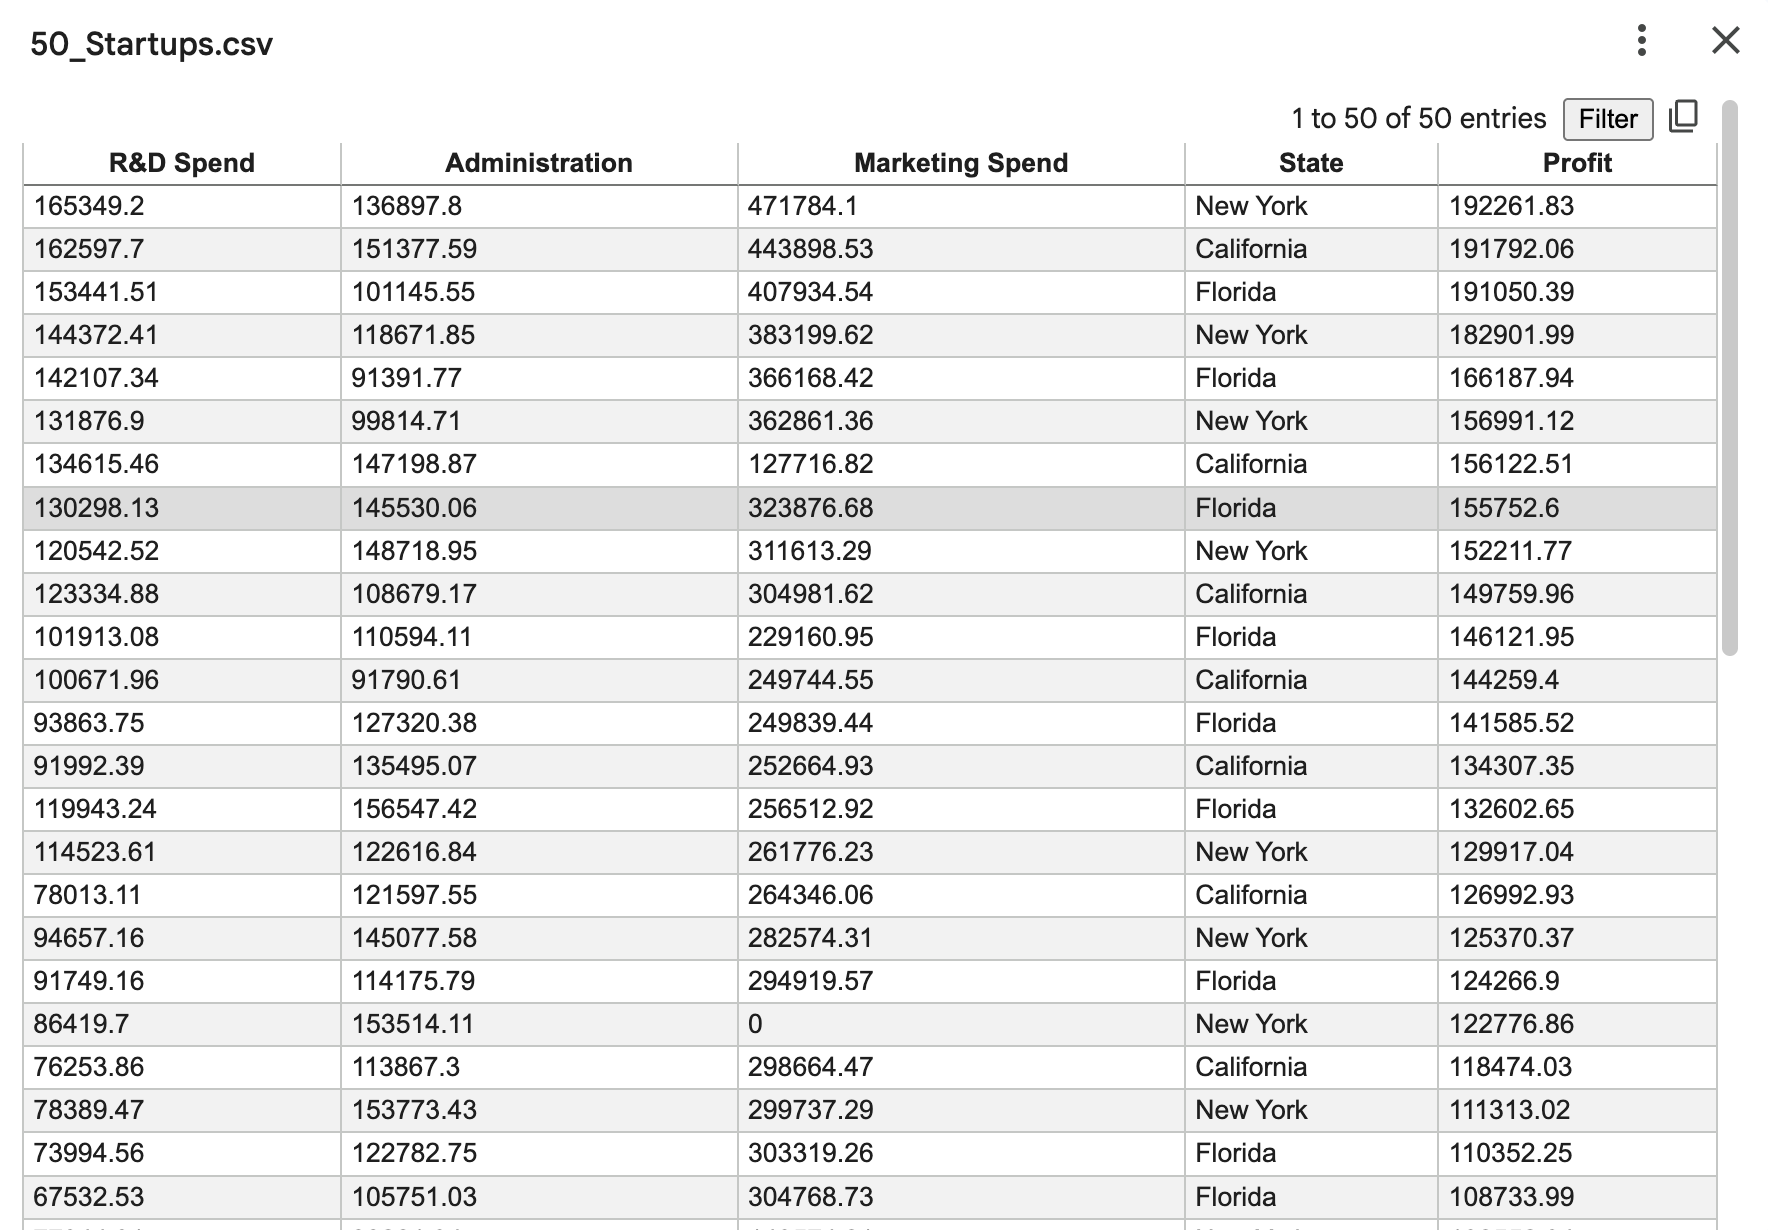 50_Startups.csv
1 to 50 of 50 entries Filter
R&D Spend Administration Marketing Spend State Profit
165349.2 136897.8 471784.1 New York 192261.83
162597.7 151377.59 443898.53 California 191792.06
153441.51 101145.55 407934.54 Florida 191050.39
144372.41 118671.85 383199.62 New York 182901.99
142107.34 91391.77 366168.42 Florida 166187.94
131876.9 99814.71 362861.36 New York 156991.12
134615.46 147198.87 127716.82 California 156122.51
130298.13 145530.06 323876.68 Florida 155752.6
120542.52 148718.95 311613.29 New York 152211.77
123334.88 108679.17 304981.62 California 149759.96
101913.08 110594.11 229160.95 Florida 146121.95
100671.96 91790.61 249744.55 California 144259.4
93863.75 127320.38 249839.44 Florida 141585.52
91992.39 135495.07 252664.93 California 134307.35
119943.24 156547.42 256512.92 Florida 132602.65
114523.61 122616.84 261776.23 New York 129917.04
78013.11 121597.55 264346.06 California 126992.93
94657.16 145077.58 282574.31 New York 125370.37
91749.16 114175.79 294919.57 Florida 124266.9
86419.7 153514.11 0 New York 122776.86
76253.86 113867.3 298664.47 California 118474.03
78389.47 153773.43 299737.29 New York 111313.02
73994.56 122782.75 303319.26 Florida 110352.25
67532.53 105751.03 304768.73 Florida 108733.99